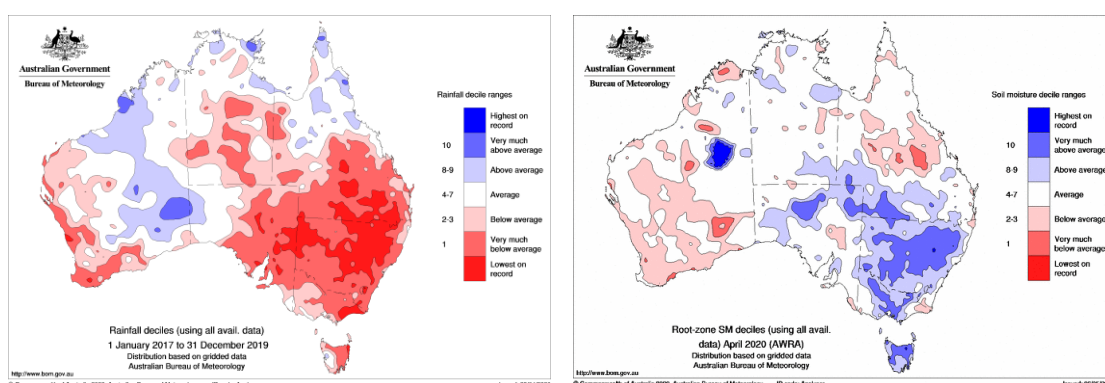 Australian Government
Bureau of Meteorology
Rainfall decile ranges
Highest on
record
10
Very much
above average
8-9
Above average
4-7
Average
2-3
Below average
1
Very much
below average
Lowest on
record
Rainfall deciles (using all avail. data)
1 January 2017 to 31 December 2019
Distribution based on gridded data
Australian Bureau of Meteorology
http://www.bom.gov.au
Australian Government
Bureau of Meteorology
Soil moisture decile ranges
Highest on
record
10
Very much
above average
8-9
Above average
4-7
Average
2-3
Below average
1
Very much
below average
Lowest on
record
Root-zone SM deciles (using all avail.
data) April 2020 (AWRA)
Distribution based on gridded data
Australian Bureau of Meteorology
http://www.bom.gov.au